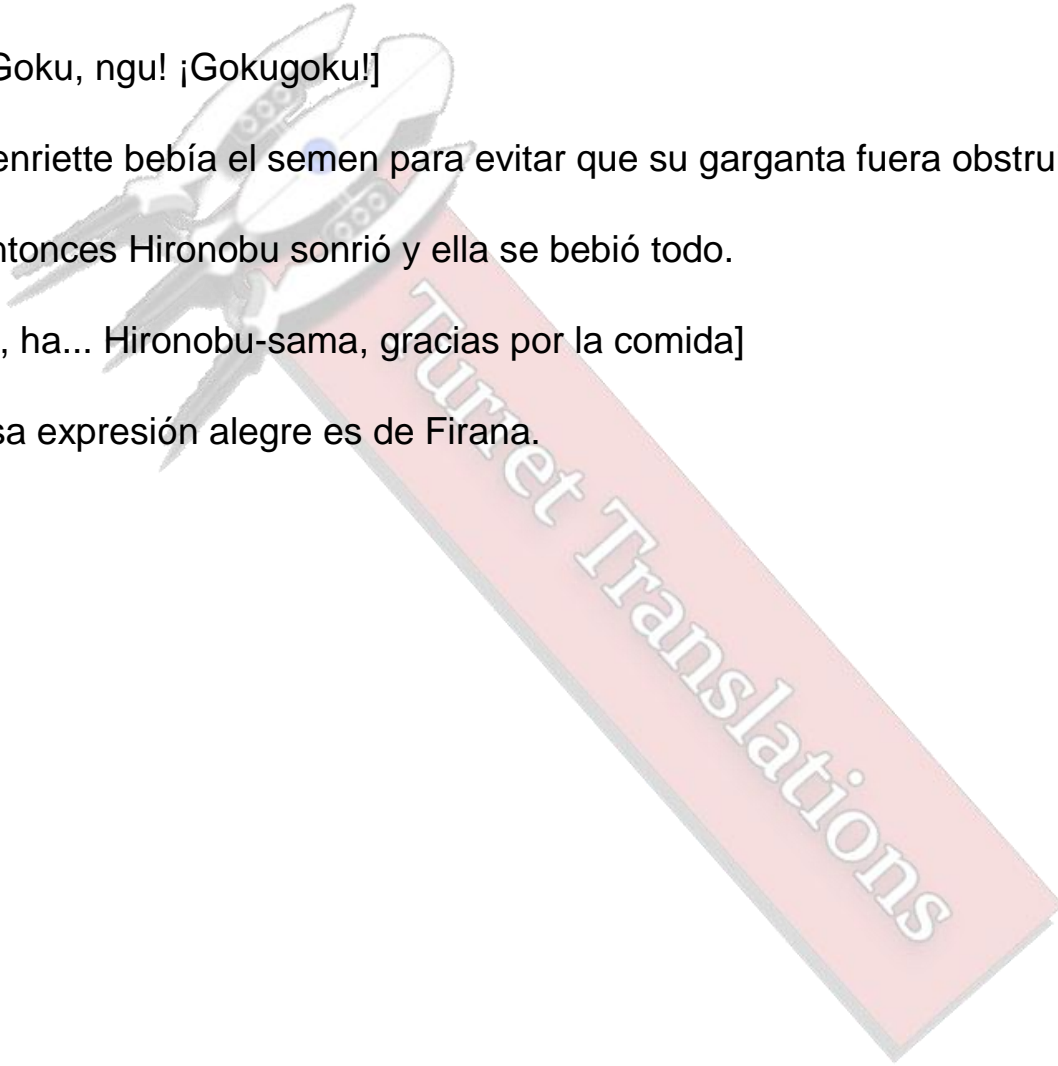 Goku, ngu! ¡Gokugoku!]
enriette bebía el semen para evitar que su garganta fuera obstru
ntonces Hironobu sonrió y ella se bebió todo.
, ha... Hironobu-sama, gracias por la comida]
sa expresión alegre es de Firana.
Turret Translations